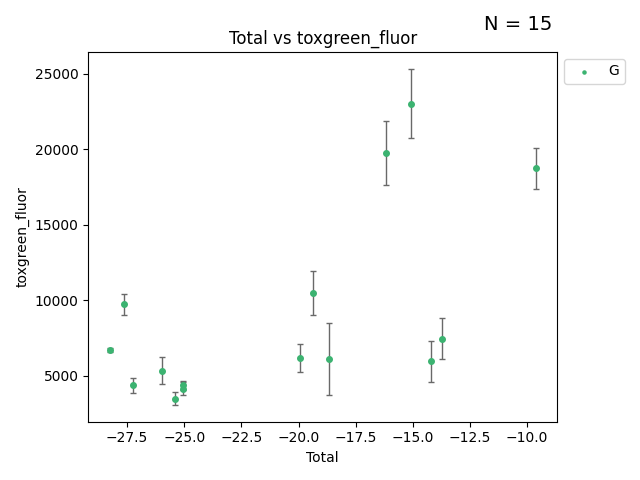 N = 15
Total vs toxgreen_fluor
G
25000
20000
15000
10000
5000
toxgreen_fluor
−27.5 −25.0 −22.5 −20.0 −17.5 −15.0 −12.5 −10.0
Total